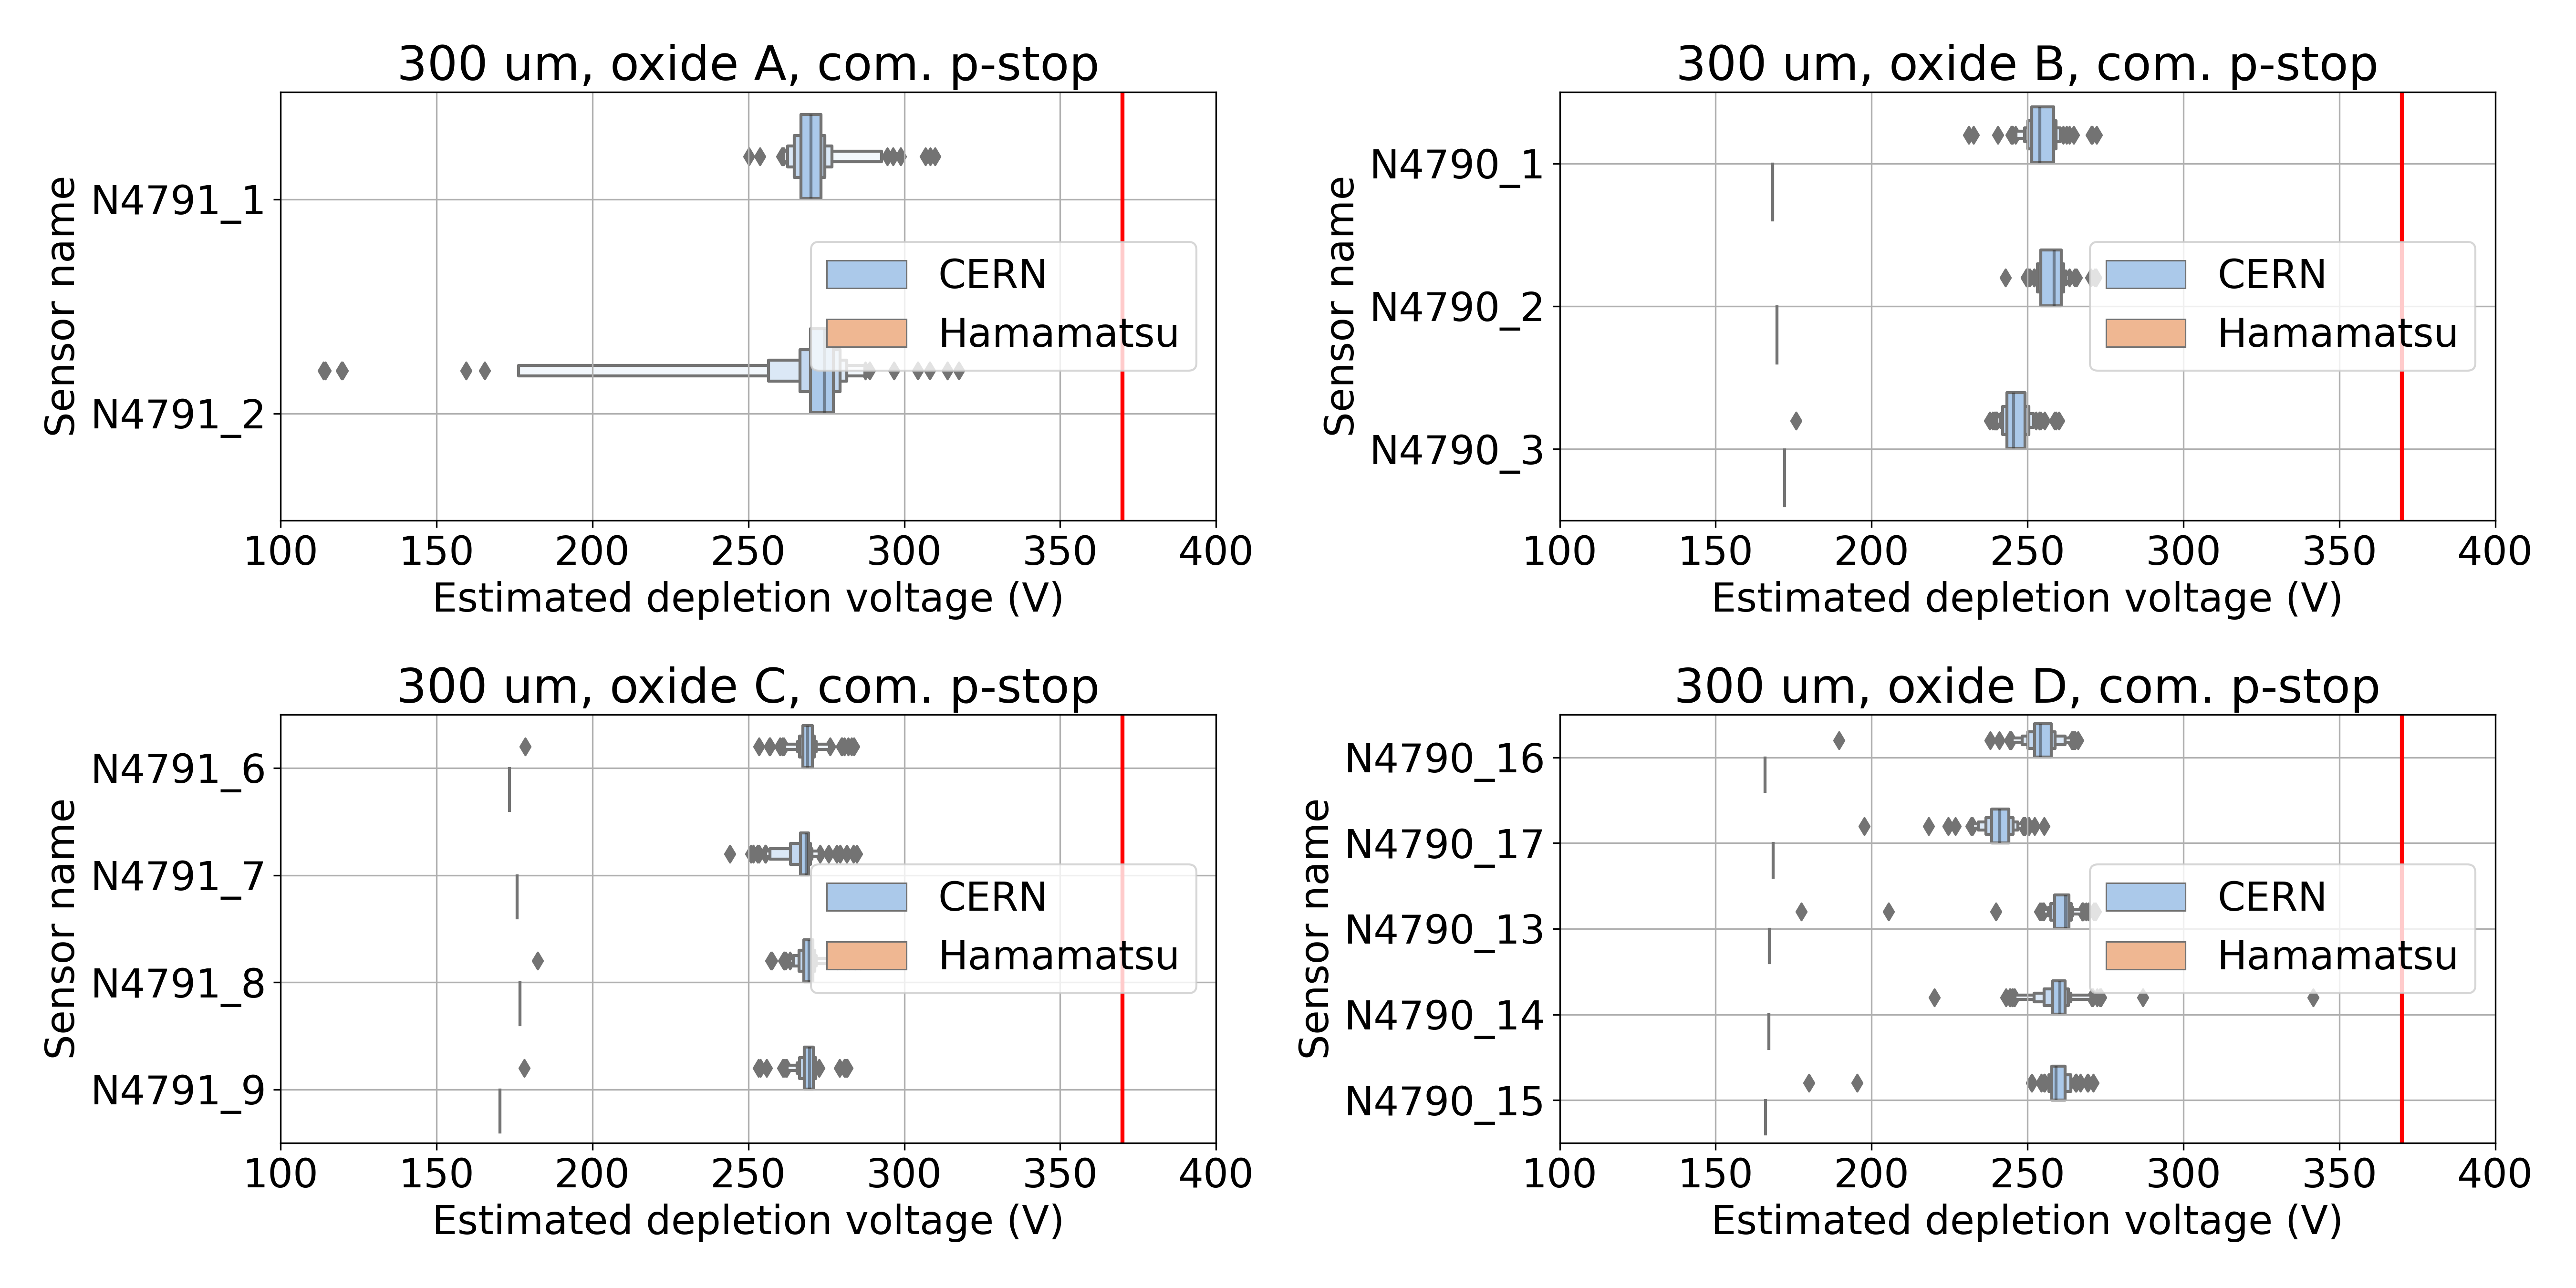 300 um, oxide A, com. p-stop
Sensor name
N4791_1
N4791_2
CERN
Hamamatsu
100 150 200 250 300 350 400
Estimated depletion voltage (V)
300 um, oxide B, com. p-stop
Sensor name
N4790_1
N4790_2
N4790_3
CERN
Hamamatsu
100 150 200 250 300 350 400
Estimated depletion voltage (V)
300 um, oxide C, com. p-stop
Sensor name
N4791_6
N4791_7
N4791_8
N4791_9
CERN
Hamamatsu
100 150 200 250 300 350 400
Estimated depletion voltage (V)
300 um, oxide D, com. p-stop
Sensor name
N4790_16
N4790_17
N4790_13
N4790_14
N4790_15
CERN
Hamamatsu
100 150 200 250 300 350 400
Estimated depletion voltage (V)